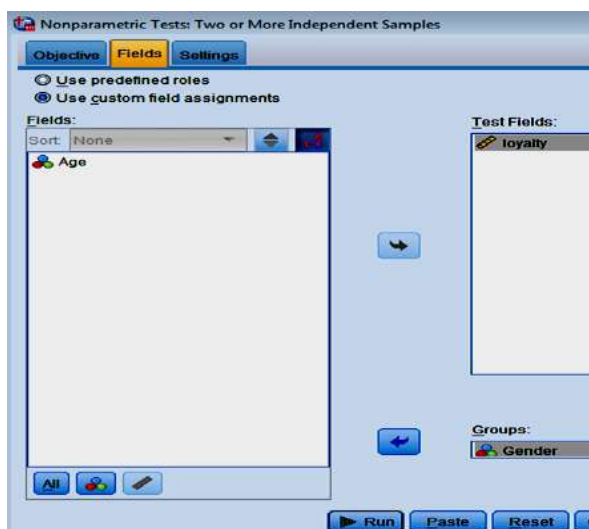 Nonparametric Tests: Two or More Independent Samples
Objective Fields Settings
Use predefined roles
Use custom field assignments
Fields:
Sort: None
Age
Test Fields:
loyalty
Groups:
Gender
All
Run Paste Reset